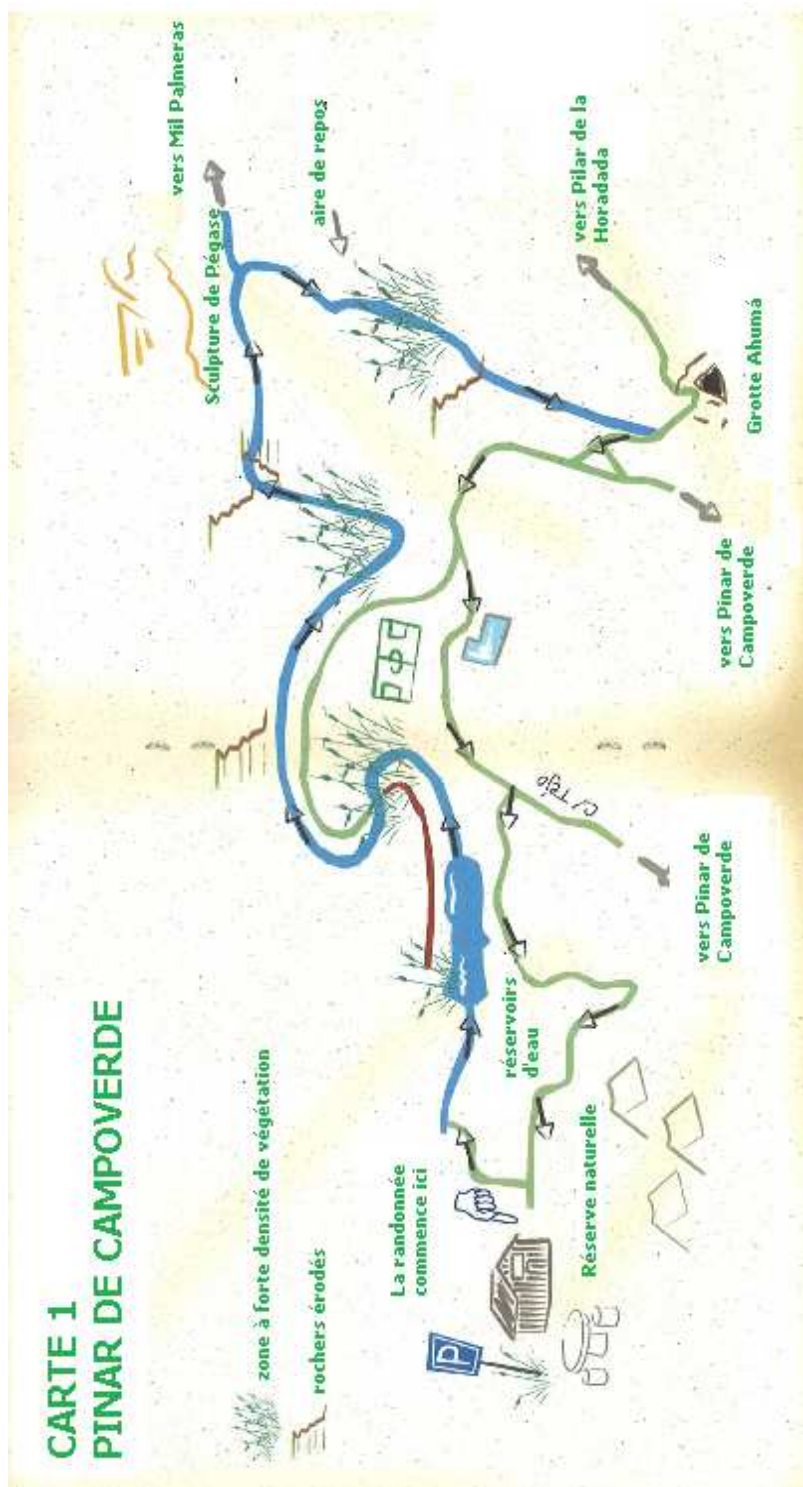 CARTE 1
PINAR DE CAMPOVERDE
zone à forte densité de végétation
rochers érodés
P
La randonnée
commence ici
Réserve naturelle
réservoirs
d'eau
C/ Tejo
vers Pinar de
Campoverde
vers Pinar de
Campoverde
Grotte Ahumá
vers Pilar de la
Horadada
aire de repos
Sculpture de Pégase
vers Mil Palmeras